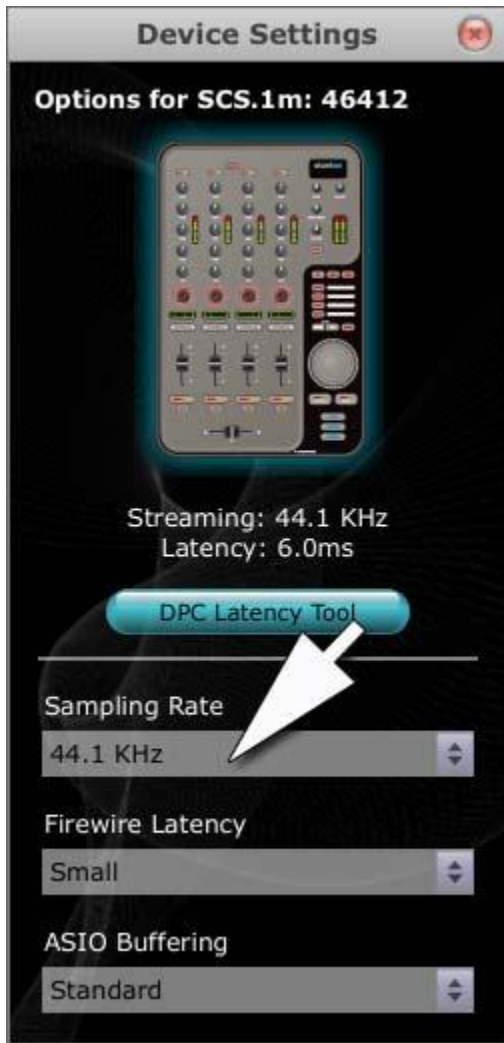 Device Settings
Options for SCS.1m: 46412
Streaming: 44.1 KHz
Latency: 6.0ms
DPC Latency Tool
Sampling Rate
44.1 KHz
Firewire Latency
Small
ASIO Buffering
Standard